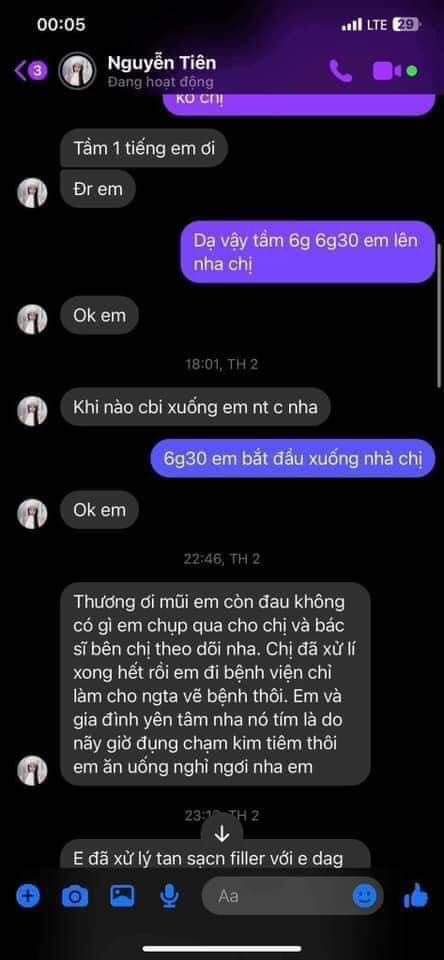 00:05
LTE 29
3
Nguyễn Tiên
Đang hoạt động
ko chị
Tầm 1 tiếng em ơi
Đr em
Dạ vậy tầm 6g 6g30 em lên
nha chị
Ok em
18:01, TH 2
Khi nào cbi xuống em nt c nha
6g30 em bắt đầu xuống nhà chị
Ok em
22:46, TH 2
Thương ơi mũi em còn đau không
có gì em chụp qua cho chị và bác
sĩ bên chị theo dõi nha. Chị đã xử lí
xong hết rồi em đi bệnh viện chỉ
làm cho ngta vẽ bệnh thôi. Em và
gia đình yên tâm nha nó tím là do
nãy giờ đụng chạm kim tiêm thôi
em ăn uống nghỉ ngơi nha em
TH 2
E đã xử lý tan sạch filler với e dag
Aa